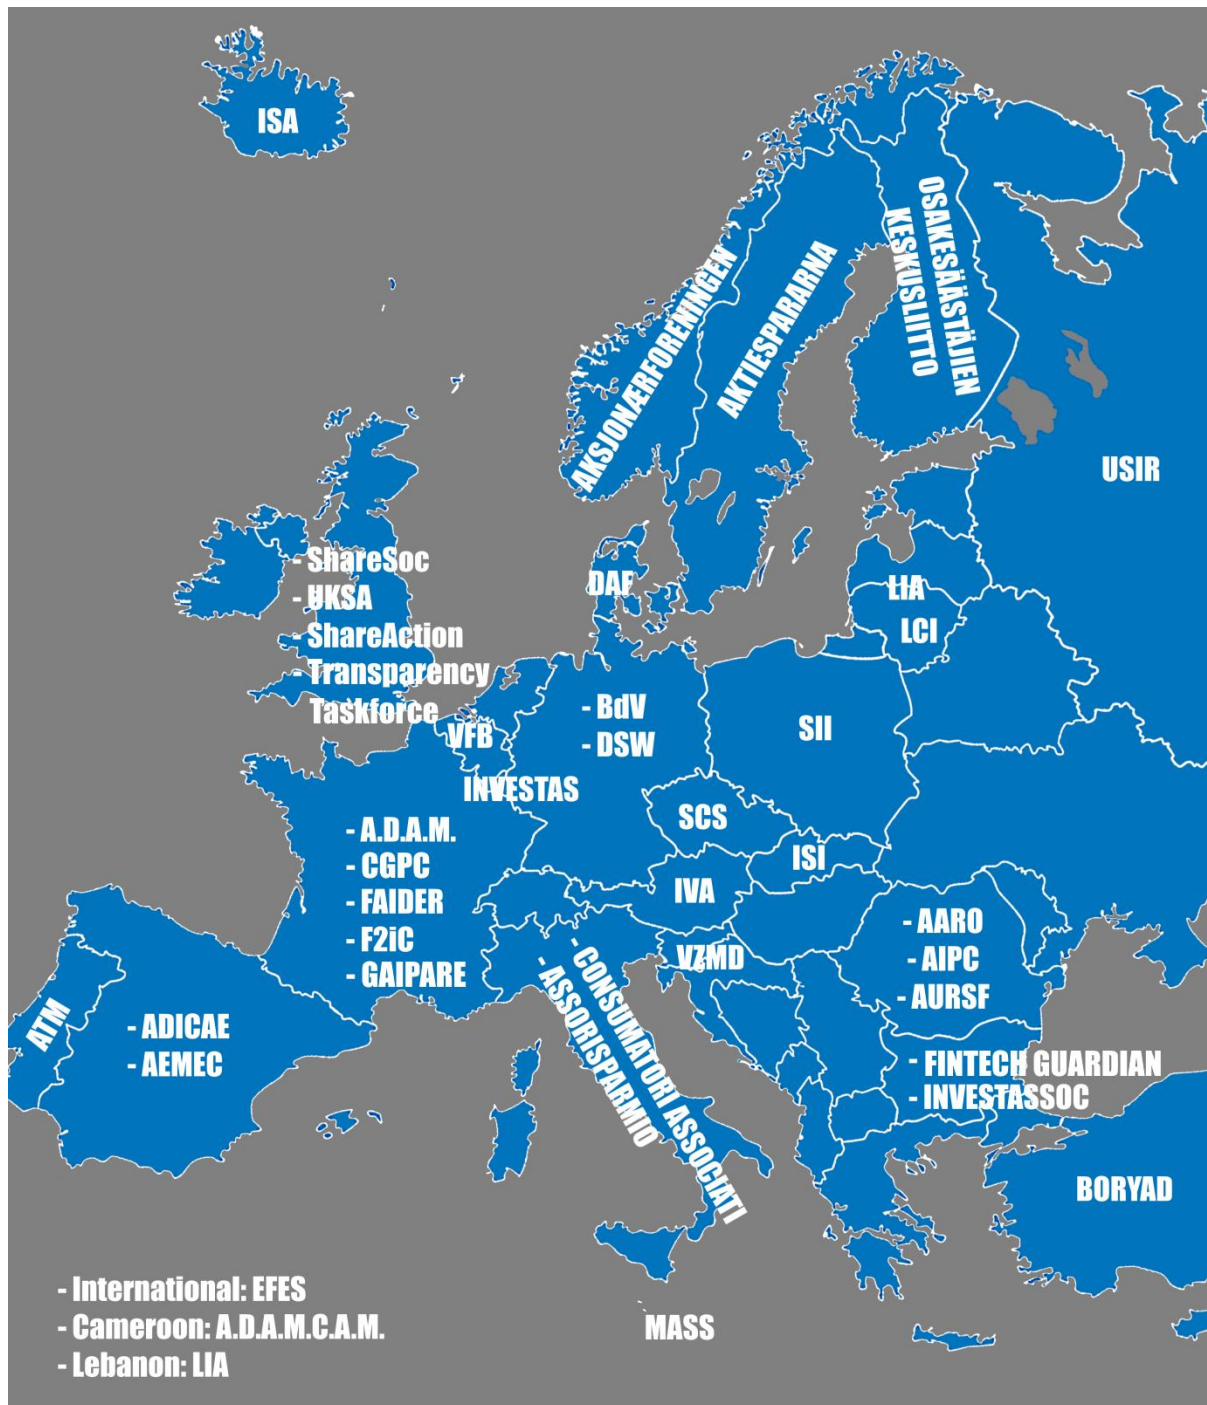 ISA
AKSJONÆRFORENINGEN
AKTIESPARARNA
OSAKESÄÄSTÄJIEN
KESKUSLIITTO
USIR
- ShareSoc
- UKSA
- ShareAction
- Transparency
Taskforce
DAF
LIA
LCI
- BdV
- DSW
VFB
INVESTAS
SII
SCS
ISI
IVA
- A.D.A.M.
- CGPC
- FAIDER
- F2iC
- GAIPARE
VZMD
- AARO
- AIPC
- AURSF
- CONSUMATORI ASSOCIATI
- ASSORISPARMIO
ATM
- ADICAE
- AEMEC
- FINTECH GUARDIAN
- INVESTASSOC
BORYAD
MASS
- International: EFES
- Cameroon: A.D.A.M.C.A.M.
- Lebanon: LIA